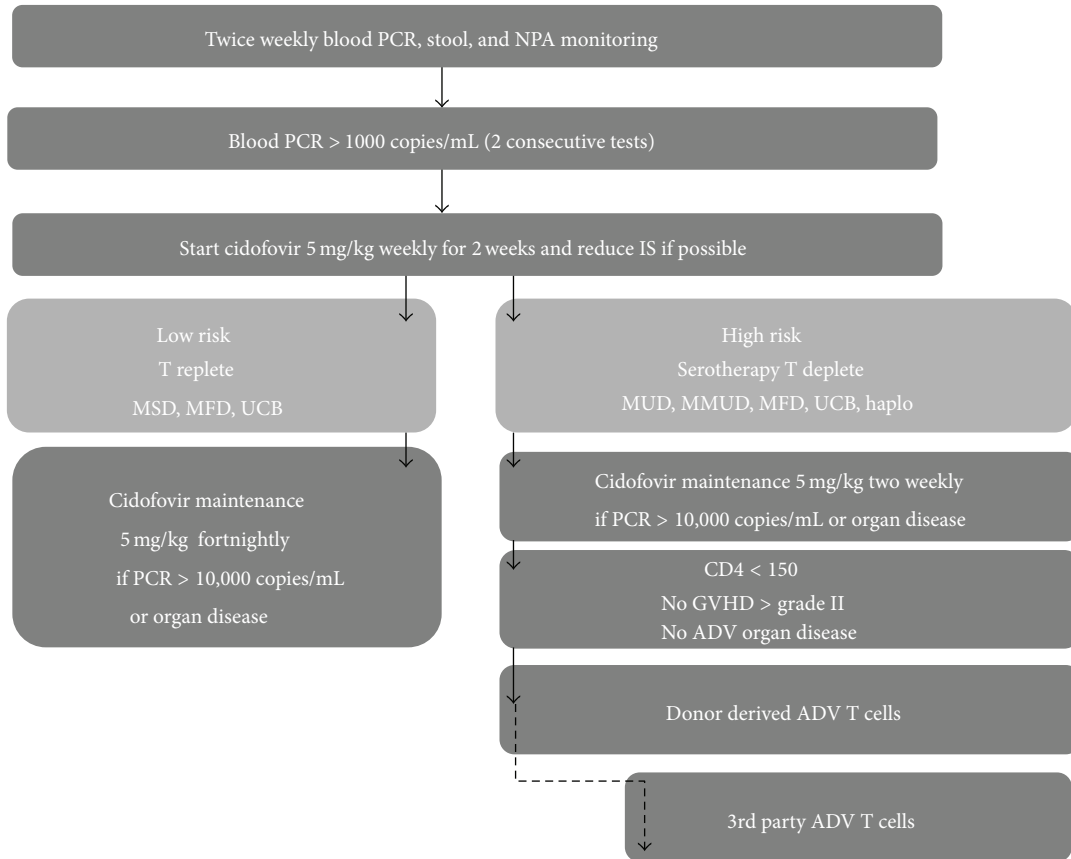 Twice weekly blood PCR, stool, and NPA monitoring
Blood PCR > 1000 copies/mL (2 consecutive tests)
Start cidofovir 5 mg/kg weekly for 2 weeks and reduce IS if possible
Low risk
T replete
MSD, MFD, UCB
High risk
Serotherapy T deplete
MUD, MMUD, MFD, UCB, haplo
Cidofovir maintenance
5 mg/kg fortnightly
if PCR > 10,000 copies/mL
or organ disease
Cidofovir maintenance 5 mg/kg two weekly
if PCR > 10,000 copies/mL or organ disease
CD4 < 150
No GVHD > grade II
No ADV organ disease
Donor derived ADV T cells
3rd party ADV T cells